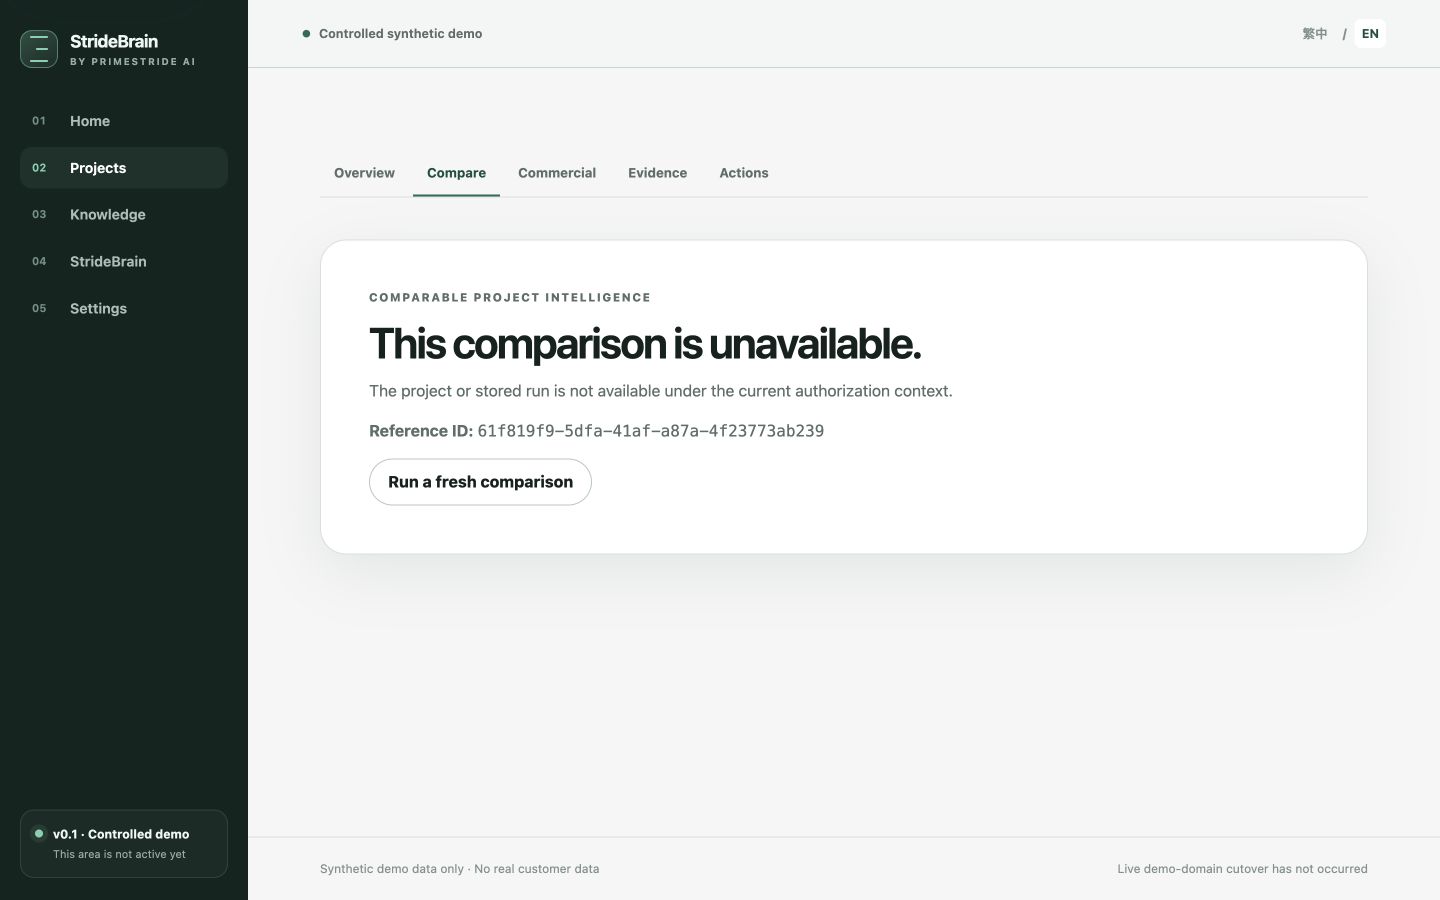 StrideBrain
BY PRIMESTRIDE AI
01 Home
02 Projects
03 Knowledge
04 StrideBrain
05 Settings
v0.1 · Controlled demo
This area is not active yet
Controlled synthetic demo
繁中 / EN
Overview Compare Commercial Evidence Actions
COMPARABLE PROJECT INTELLIGENCE
This comparison is unavailable.
The project or stored run is not available under the current authorization context.
Reference ID: 61f819f9-5dfa-41af-a87a-4f23773ab239
Run a fresh comparison
Synthetic demo data only · No real customer data
Live demo-domain cutover has not occurred